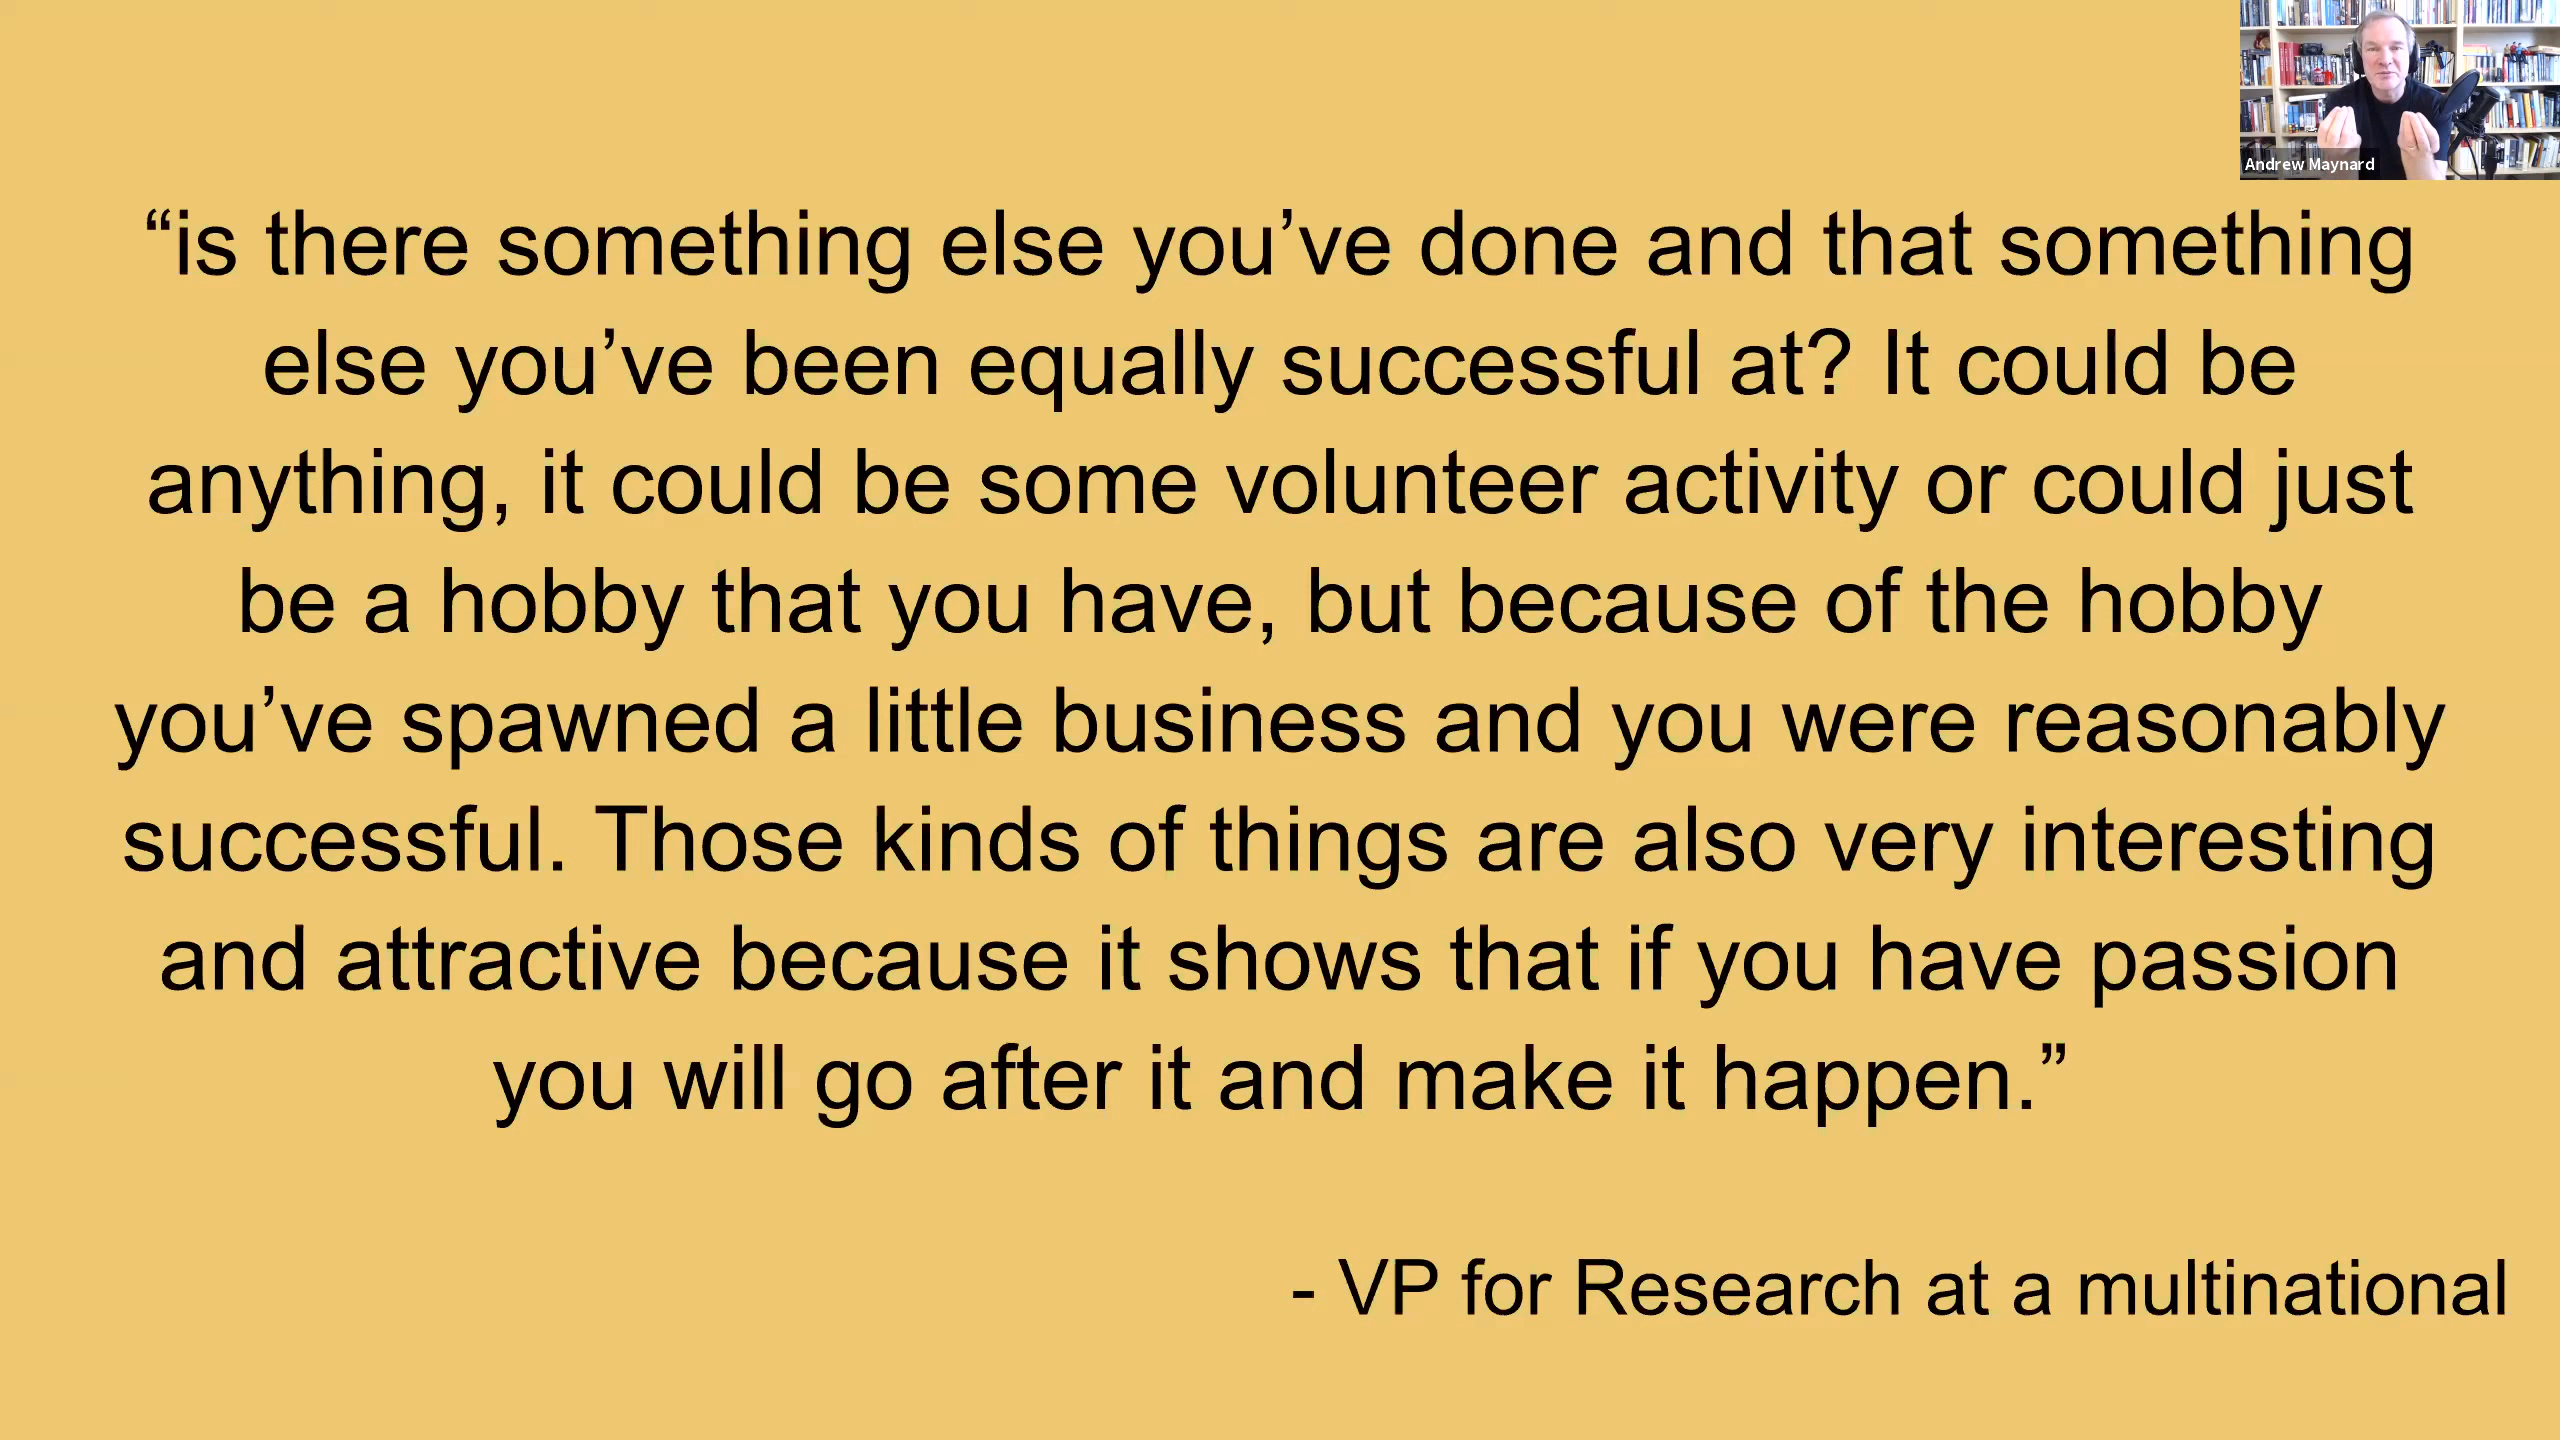 Andrew Maynard
“is there something else you’ve done and that something
else you’ve been equally successful at? It could be
anything, it could be some volunteer activity or could just
be a hobby that you have, but because of the hobby
you’ve spawned a little business and you were reasonably
successful. Those kinds of things are also very interesting
and attractive because it shows that if you have passion
you will go after it and make it happen.”
- VP for Research at a multinational